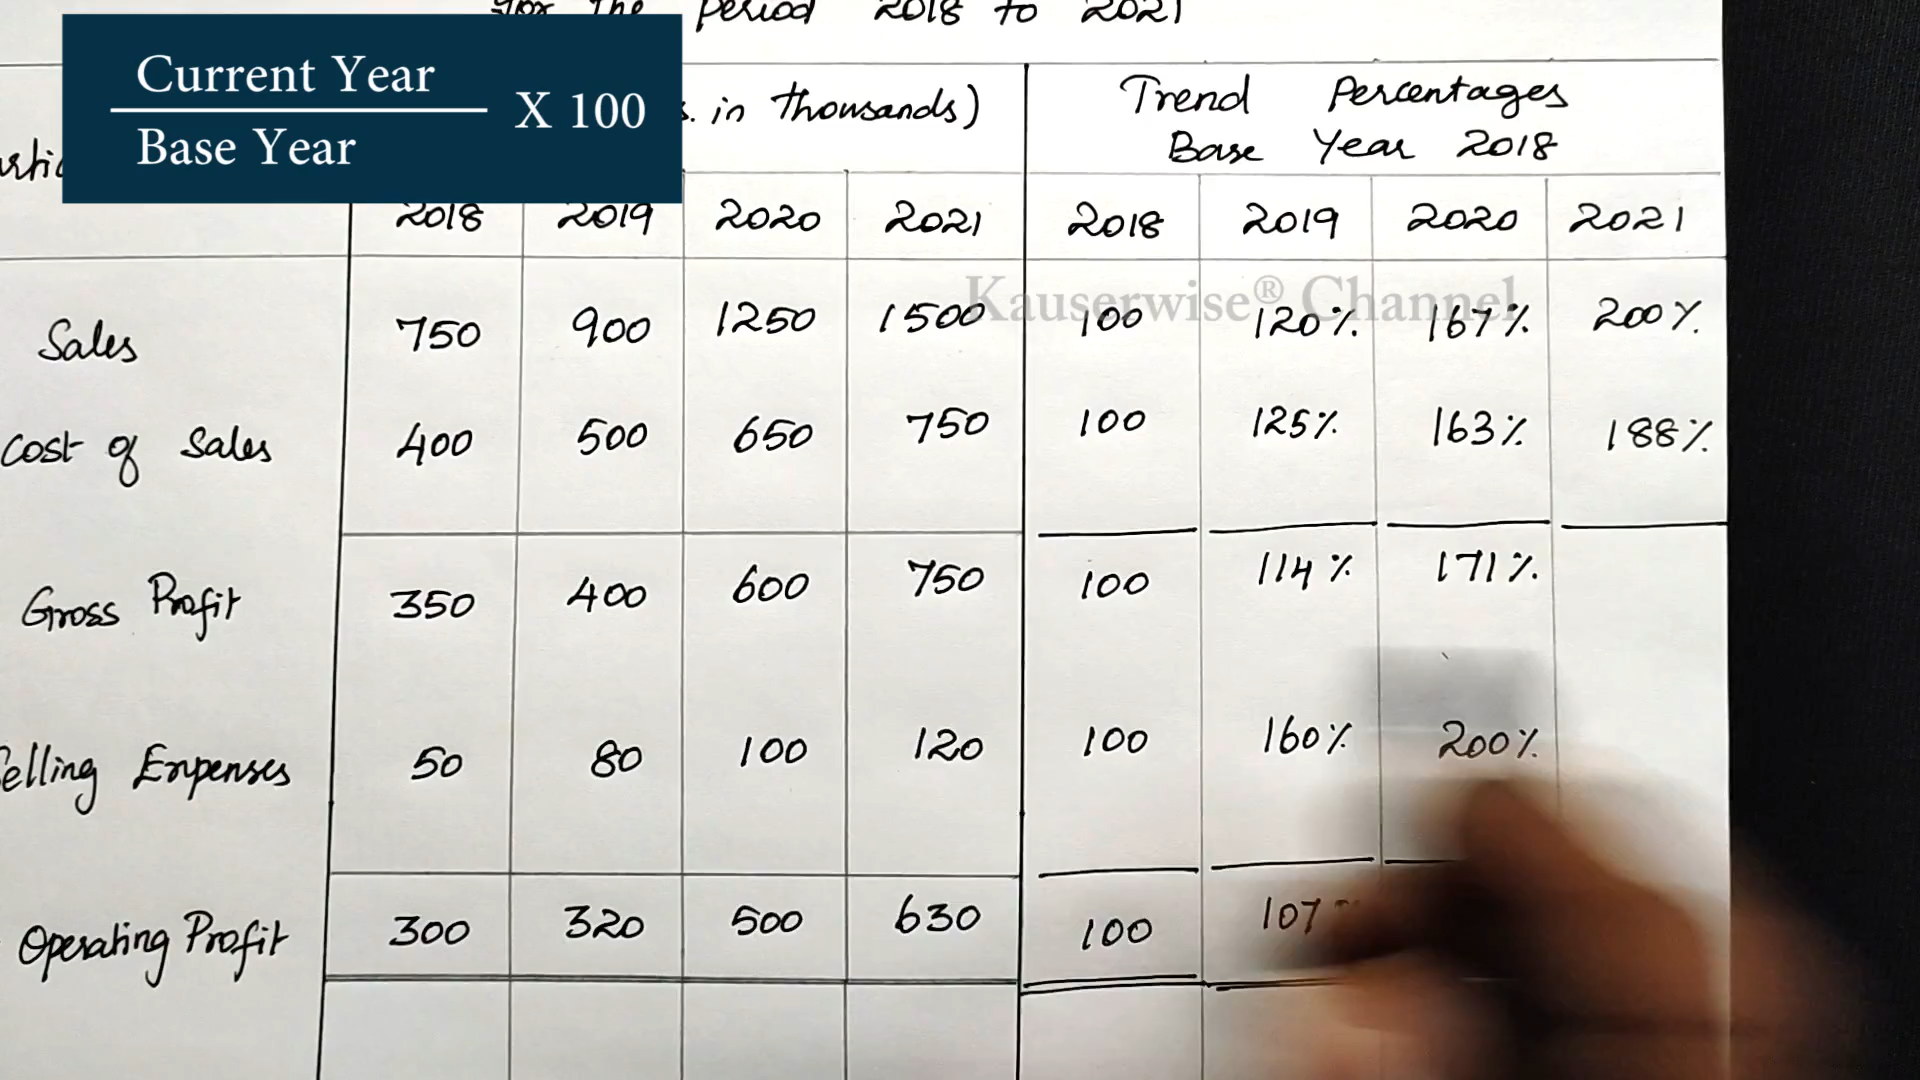 for the period 2018 to 2021
Current Year
Base Year
X 100
s. in thousands)
Trend Percentages
Base Year 2018
2018 2019 2020 2021 2018 2019 2020 2021
Kauserwise® Channel
Sales 750 900 1250 1500 100 120% 167% 200%
Cost of Sales 400 500 650 750 100 125% 163% 188%
Gross Profit 350 400 600 750 100 114% 171%
Selling Expenses 50 80 100 120 100 160% 200%
Operating Profit 300 320 500 630 100 107